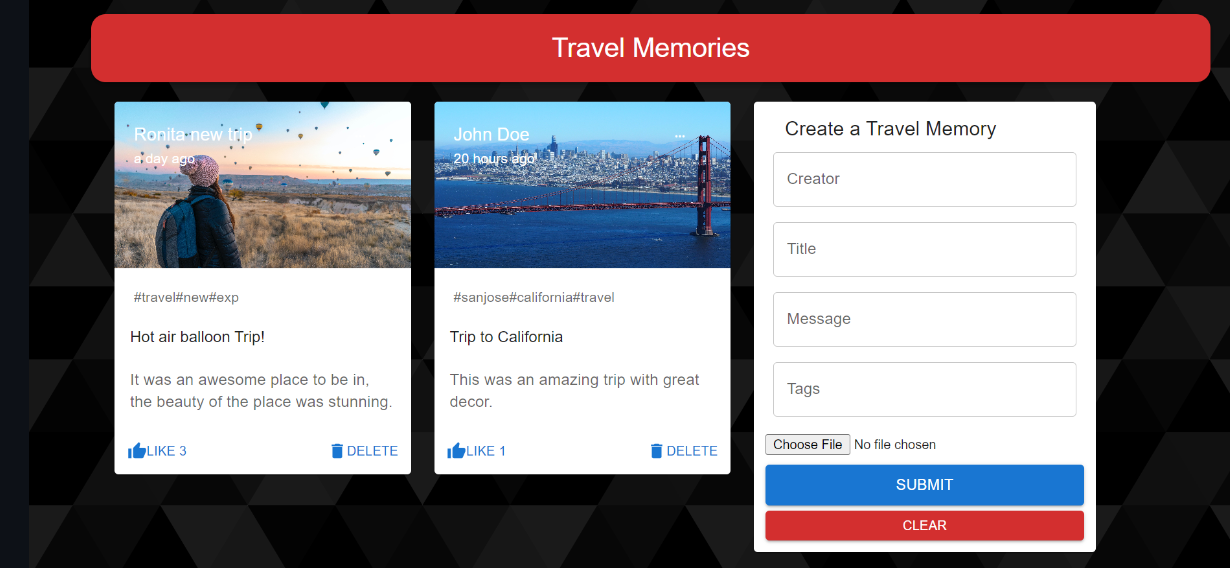 Travel Memories
Ronita new trip
a day ago
#travel#new#exp
Hot air balloon Trip!
It was an awesome place to be in,
the beauty of the place was stunning.
LIKE 3
DELETE
John Doe
20 hours ago
#sanjose#california#travel
Trip to California
This was an amazing trip with great
decor.
LIKE 1
DELETE
Create a Travel Memory
Creator
Title
Message
Tags
Choose File No file chosen
SUBMIT
CLEAR